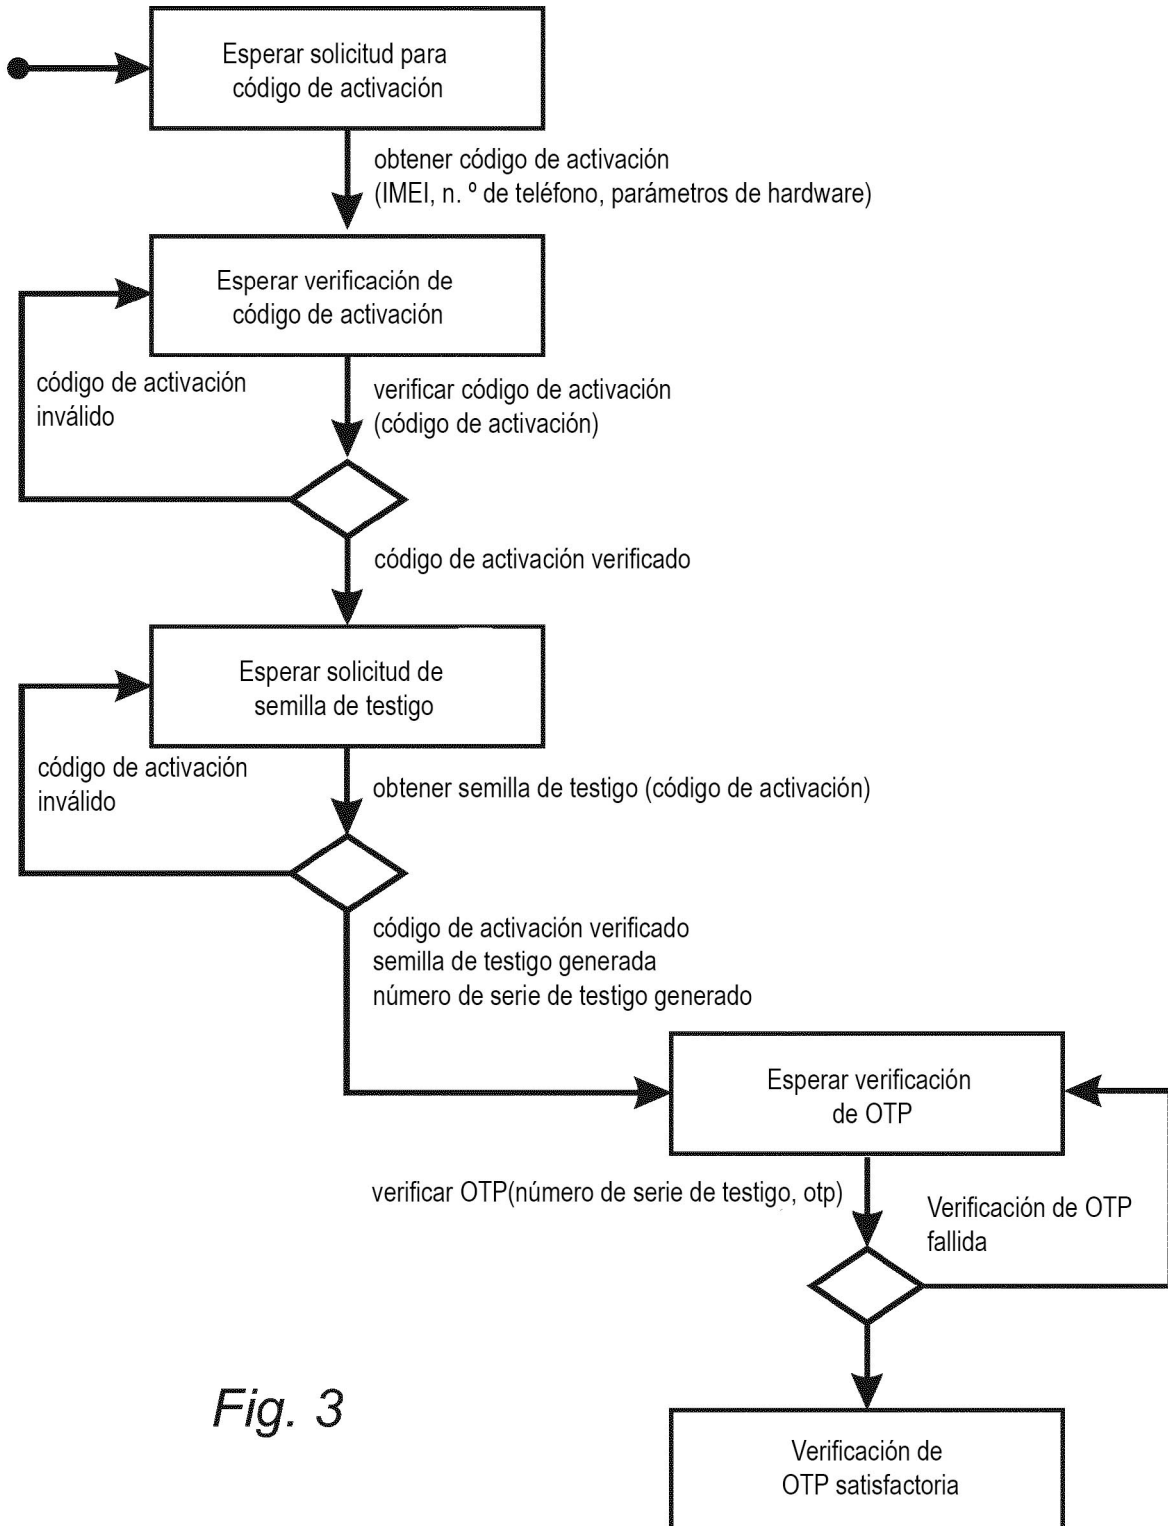 Esperar solicitud para
código de activación
obtener código de activación
(IMEI, n. º de teléfono, parámetros de hardware)
Esperar verificación de
código de activación
código de activación
inválido
verificar código de activación
(código de activación)
código de activación verificado
Esperar solicitud de
semilla de testigo
código de activación
inválido
obtener semilla de testigo (código de activación)
código de activación verificado
semilla de testigo generada
número de serie de testigo generado
Esperar verificación
de OTP
verificar OTP(número de serie de testigo, otp)
Verificación de OTP
fallida
Fig. 3
Verificación de
OTP satisfactoria